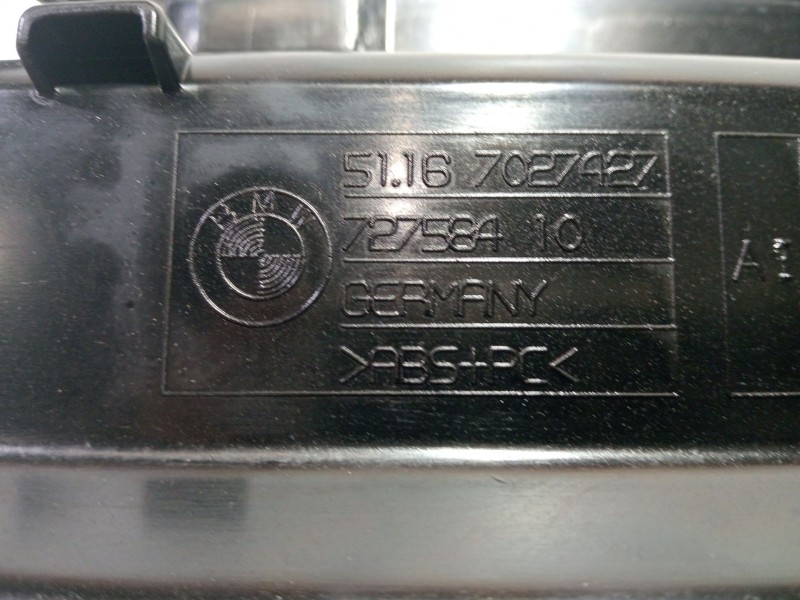 BMW
51.16 7027427
727584 10
GERMANY
>ABS+PC<